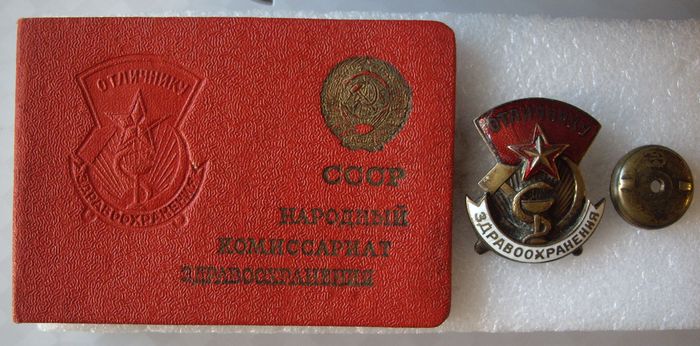 ОТЛИЧНИКУ
ЗДРАВООХРАНЕНИЯ
СССР
НАРОДНЫЙ
КОМИССАРИАТ
ЗДРАВООХРАНЕНИЯ
ОТЛИЧНИКУ
ЗДРАВООХРАНЕНИЯ